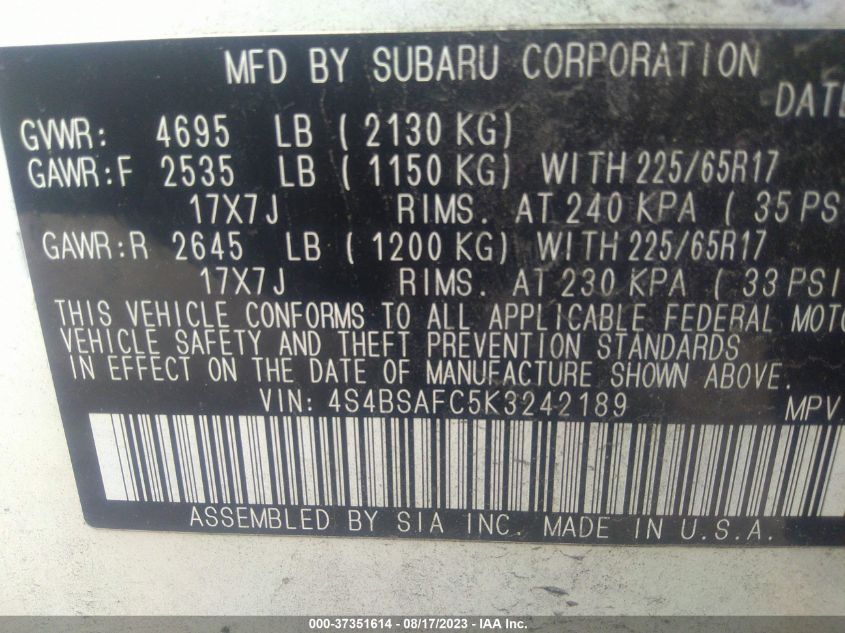 MFD BY SUBARU CORPORATION
DATE
GVWR: 4695 LB ( 2130 KG)
GAWR:F 2535 LB ( 1150 KG) WITH 225/65R17
17X7J RIMS. AT 240 KPA ( 35 PS
GAWR:R 2645 LB ( 1200 KG) WITH 225/65R17
17X7J RIMS. AT 230 KPA ( 33 PSI
THIS VEHICLE CONFORMS TO ALL APPLICABLE FEDERAL MOTO
VEHICLE SAFETY AND THEFT PREVENTION STANDARDS
IN EFFECT ON THE DATE OF MANUFACTURE SHOWN ABOVE.
VIN: 4S4BSAFC5K3242189 MPV
ASSEMBLED BY SIA INC. MADE IN U.S.A.
000-37351614 - 08/17/2023 - IAA Inc.